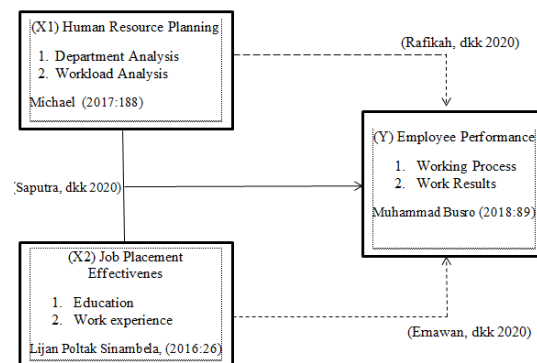 (X1) Human Resource Planning
1. Department Analysis
2. Workload Analysis
Michael (2017:188)
(Rafikah, dkk 2020)
(Y) Employee Performance
1. Working Process
2. Work Results
Muhammad Busro (2018:89)
(Saputra, dkk 2020)
(X2) Job Placement
Effectivenes
1. Education
2. Work experience
Lijan Poltak Sinambela, (2016:26)
(Ernawan, dkk 2020)